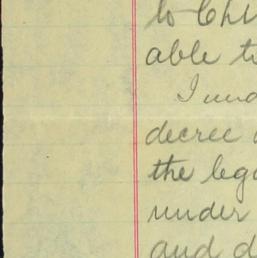 to Chi
able t
I und
decree
the leg
under
and d